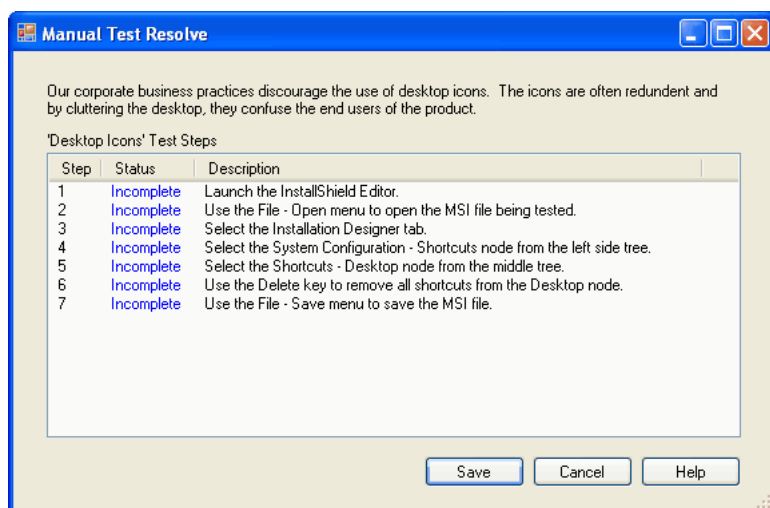 Manual Test Resolve
Our corporate business practices discourage the use of desktop icons.  The icons are often redundant and
by cluttering the desktop, they confuse the end users of the product.
'Desktop Icons' Test Steps
Step Status Description
1 Incomplete Launch the InstallShield Editor.
2 Incomplete Use the File - Open menu to open the MSI file being tested.
3 Incomplete Select the Installation Designer tab.
4 Incomplete Select the System Configuration - Shortcuts node from the left side tree.
5 Incomplete Select the Shortcuts - Desktop node from the middle tree.
6 Incomplete Use the Delete key to remove all shortcuts from the Desktop node.
7 Incomplete Use the File - Save menu to save the MSI file.
Save Cancel Help